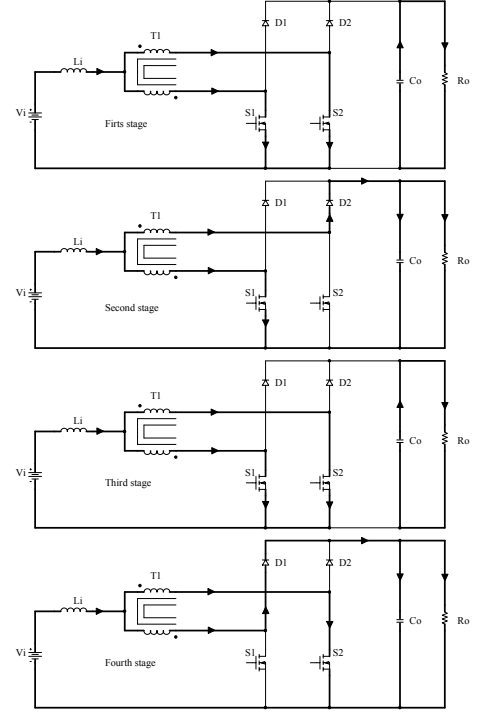 D1 D2
T1
Li
Co Ro
S1 S2
Vi
Firts stage
D1 D2
T1
Li
Co Ro
S1 S2
Vi
Second stage
D1 D2
T1
Li
Co Ro
S1 S2
Vi
Third stage
D1 D2
T1
Li
Co Ro
S1 S2
Vi
Fourth stage